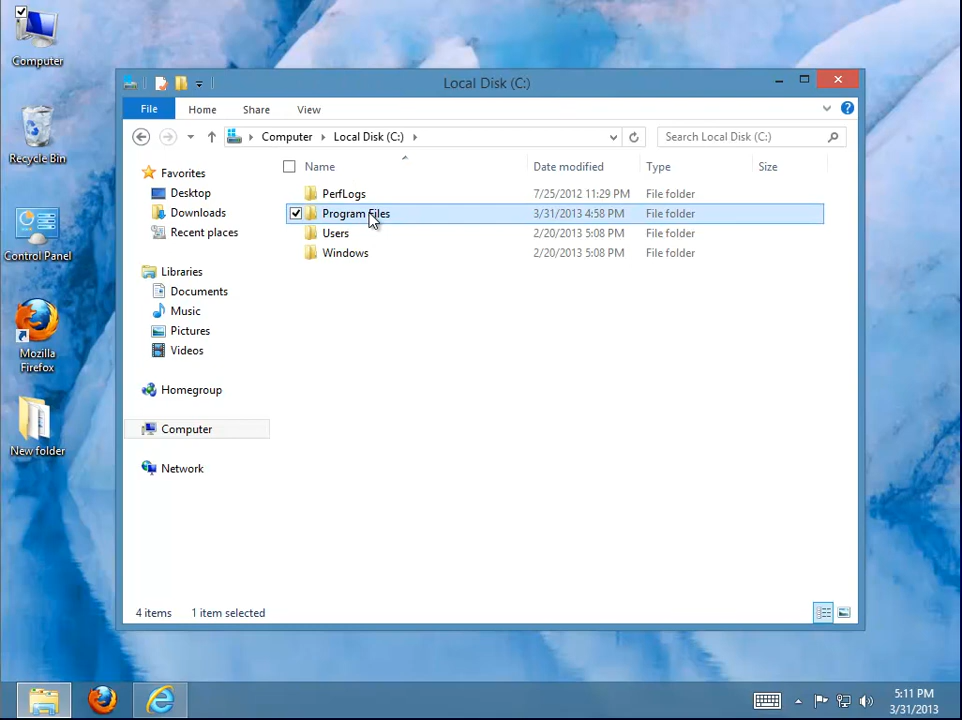 Computer
Recycle Bin
Control Panel
Mozilla
Firefox
New folder
Local Disk (C:)
File Home Share View
Computer Local Disk (C:) Search Local Disk (C:)
Favorites
Desktop
Downloads
Recent places
Libraries
Documents
Music
Pictures
Videos
Homegroup
Computer
Network
Name Date modified Type Size
PerfLogs 7/25/2012 11:29 PM File folder
Program Files 3/31/2013 4:58 PM File folder
Users 2/20/2013 5:08 PM File folder
Windows 2/20/2013 5:08 PM File folder
4 items 1 item selected
5:11 PM
3/31/2013